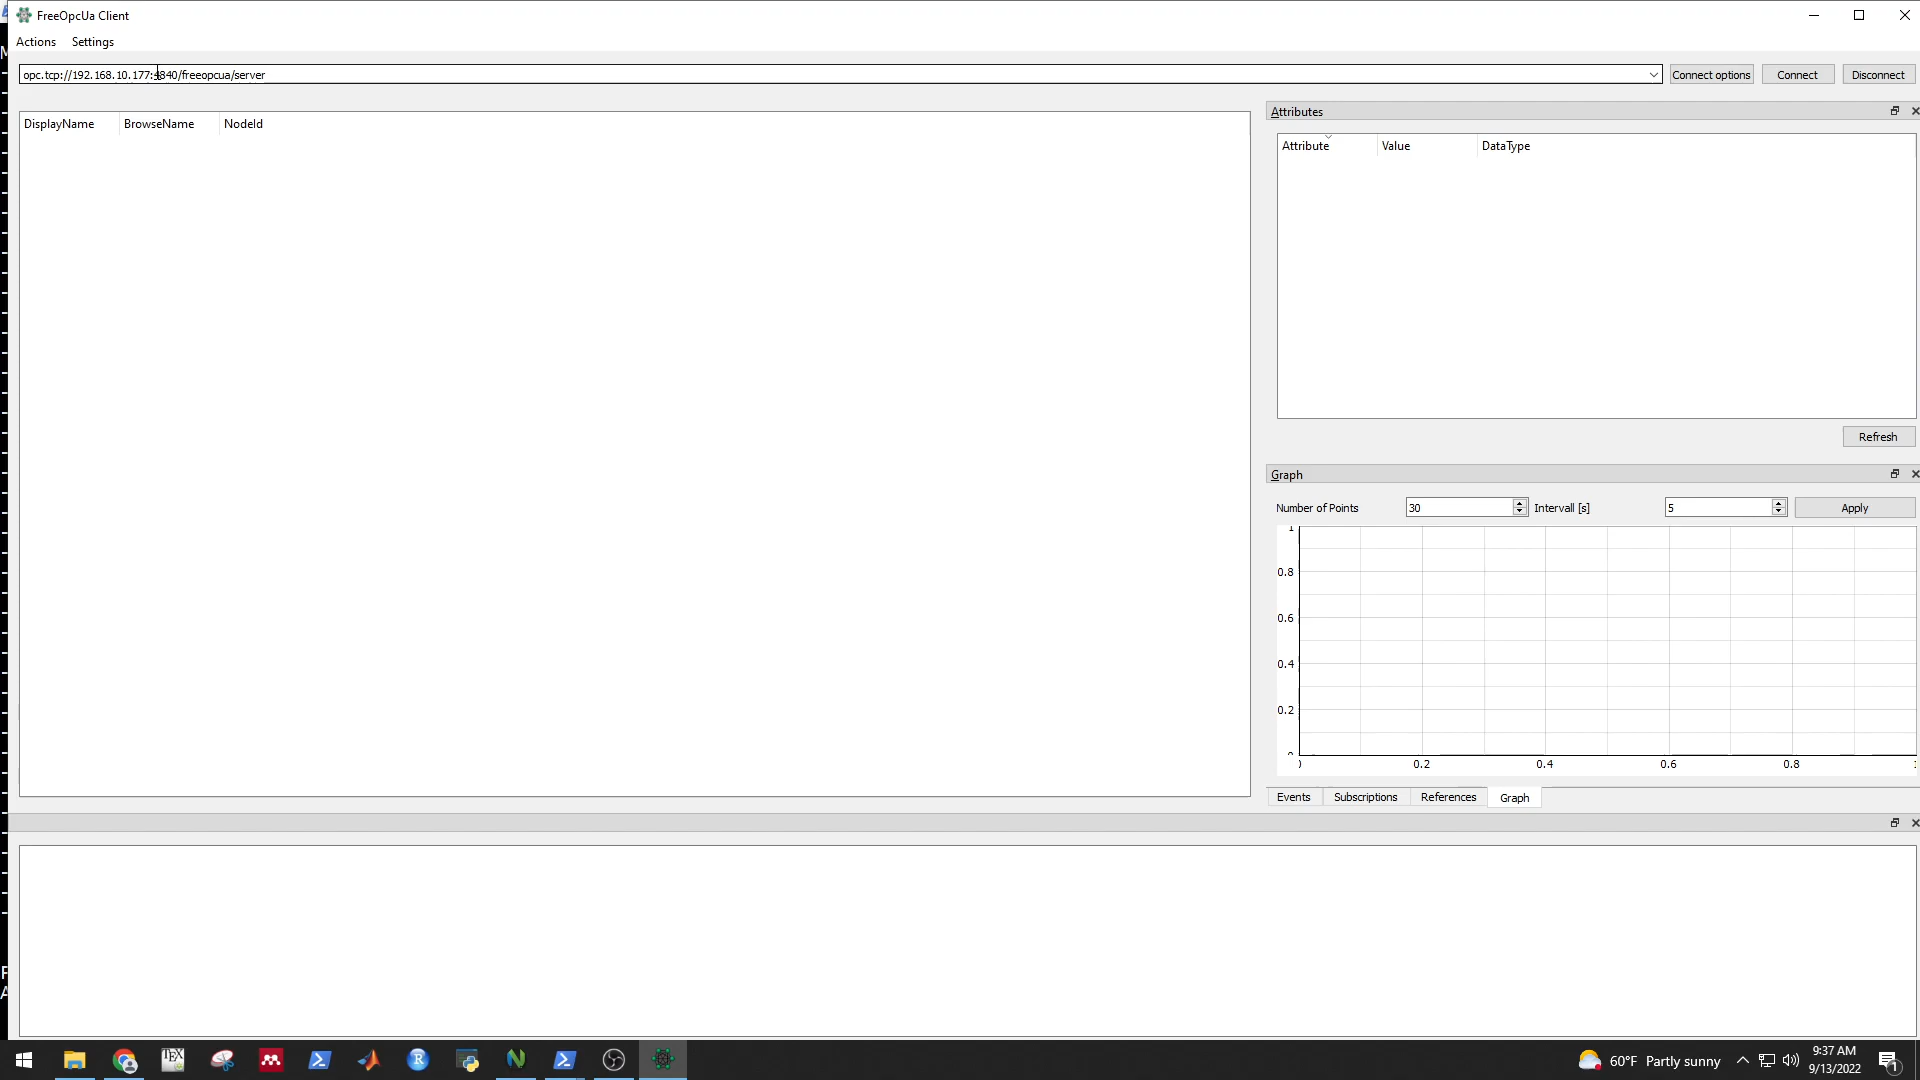 FreeOpcUa Client
Actions Settings
opc.tcp://192.168.10.177:4840/freeopcua/server
Connect options Connect Disconnect
DisplayName BrowseName NodeId
Attributes
Attribute Value DataType
Refresh
Graph
Number of Points 30 Intervall [s] 5 Apply
1
0.8
0.6
0.4
0.2
0.2 0.4 0.6 0.8
Events Subscriptions References Graph
60°F Partly sunny
9:37 AM
9/13/2022